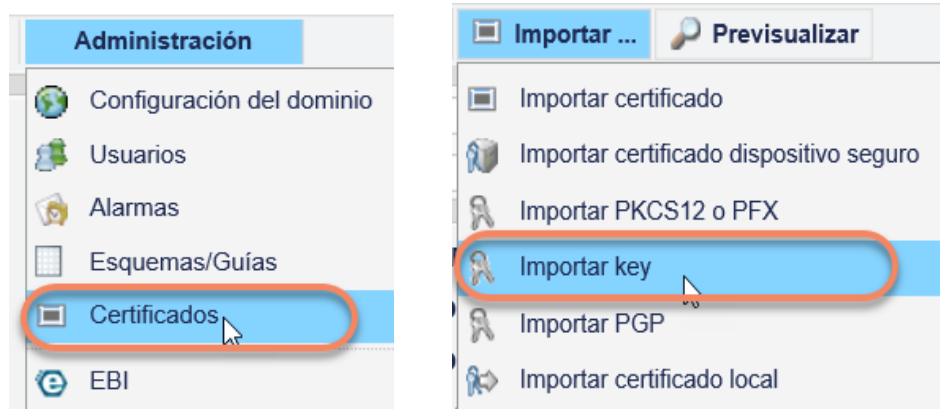 Administración
Configuración del dominio
Usuarios
Alarmas
Esquemas/Guías
Certificados
EBI
Importar ... Previsualizar
Importar certificado
Importar certificado dispositivo seguro
Importar PKCS12 o PFX
Importar key
Importar PGP
Importar certificado local